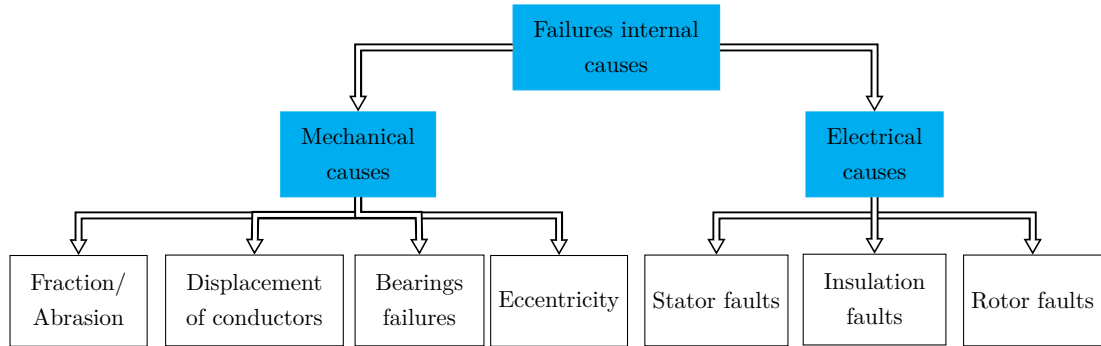 Failures internal
causes
Mechanical
causes
Electrical
causes
Fraction/
Abrasion
Displacement
of conductors
Bearings
failures
Eccentricity
Stator faults
Insulation
faults
Rotor faults